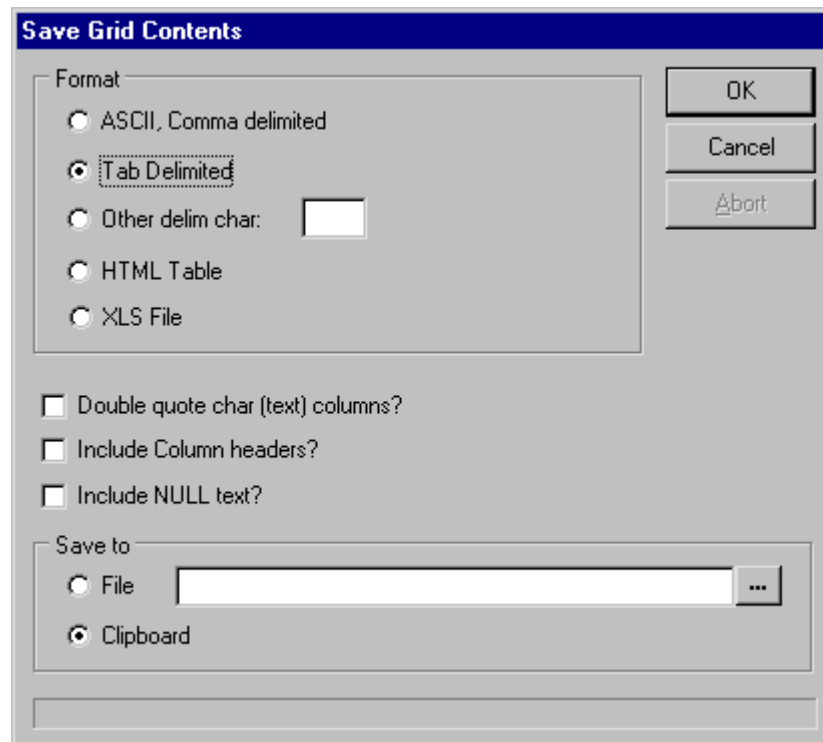 Save Grid Contents
Format
ASCII, Comma delimited
Tab Delimited
Other delim char:
HTML Table
XLS File
OK
Cancel
Abort
Double quote char (text) columns?
Include Column headers?
Include NULL text?
Save to
File
...
Clipboard